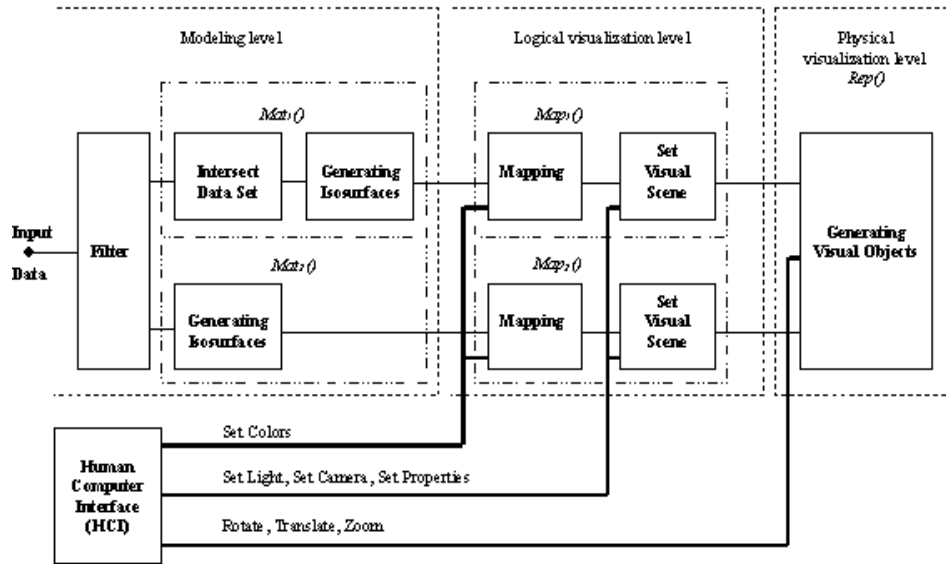 Modeling level
Logical visualization level
Physical
visualization level
Rep()
Mat₁()
Map₁()
Intersect
Data Set
Generating
Isosurfaces
Mapping
Set
Visual
Scene
Input
Data
Filter
Generating
Visual Objects
Mat₂()
Map₂()
Generating
Isosurfaces
Mapping
Set
Visual
Scene
Human
Computer
Interface
(HCI)
Set Colors
Set Light, Set Camera, Set Properties
Rotate, Translate, Zoom